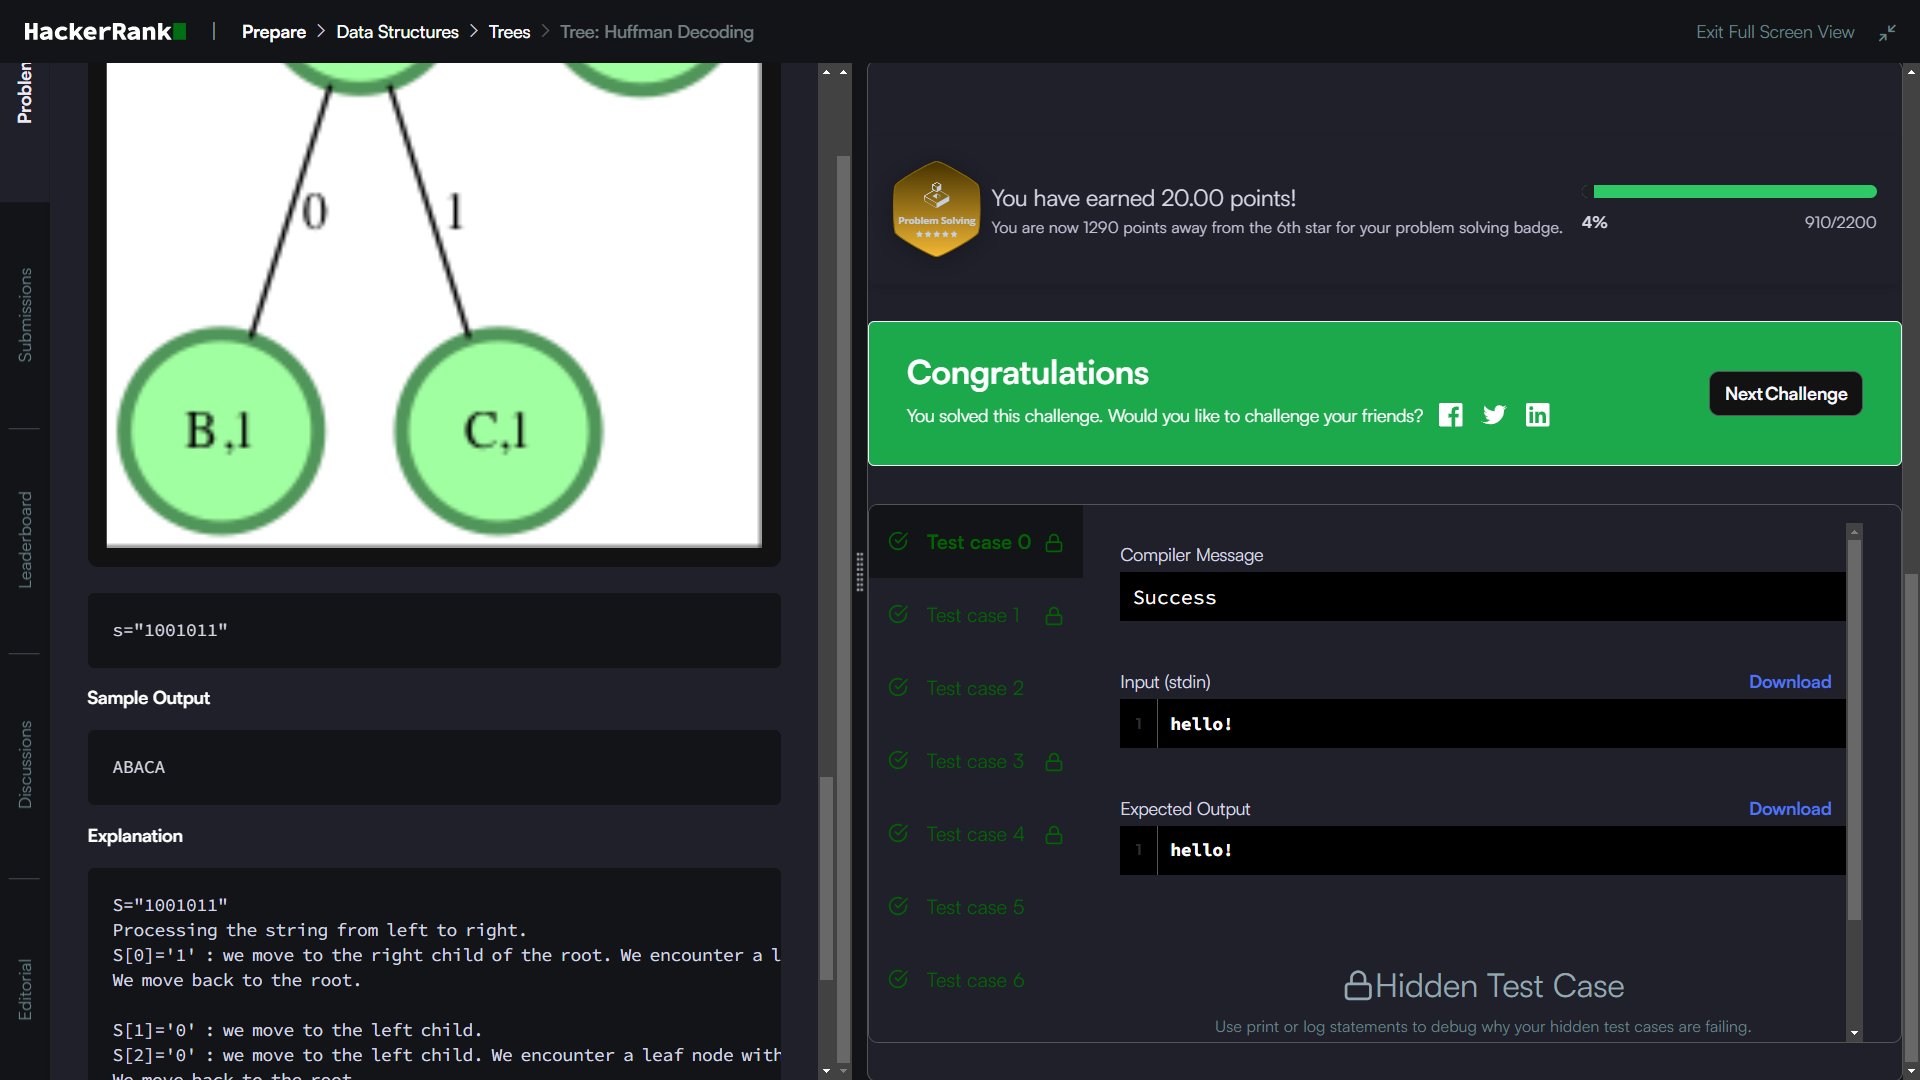 HackerRank | Prepare > Data Structures > Trees > Tree: Huffman Decoding
Exit Full Screen View
Problem
Submissions
Leaderboard
Discussions
Editorial
0
1
B,1
C,1
s="1001011"
Sample Output
ABACA
Explanation
S="1001011"
Processing the string from left to right.
S[0]='1' : we move to the right child of the root. We encounter a l
We move back to the root.
S[1]='0' : we move to the left child.
S[2]='0' : we move to the left child. We encounter a leaf node with
We move back to the root
Problem Solving
You have earned 20.00 points!
You are now 1290 points away from the 6th star for your problem solving badge.
4%
910/2200
Congratulations
You solved this challenge. Would you like to challenge your friends?
Next Challenge
Test case 0
Test case 1
Test case 2
Test case 3
Test case 4
Test case 5
Test case 6
Compiler Message
Success
Input (stdin)
Download
1 hello!
Expected Output
Download
1 hello!
Hidden Test Case
Use print or log statements to debug why your hidden test cases are failing.